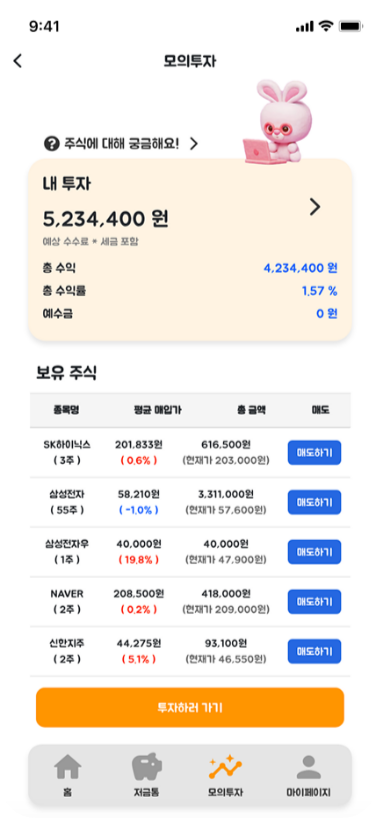 9:41
모의투자
? 주식에 대해 궁금해요! >
내 투자
5,234,400 원
예상 수수료 * 세금 포함
총 수익 4,234,400 원
총 수익률 1.57 %
예수금 0 원
보유 주식
종목명 평균 매입가 총 금액 매도
SK하이닉스 201,833원 616,500원 매도하기
( 3주 ) ( 0.6% ) (현재가 203,000원)
삼성전자 58,210원 3,311,000원 매도하기
( 55주 ) ( -1.0% ) (현재가 57,600원)
삼성전자우 40,000원 40,000원 매도하기
( 1주 ) ( 19.8% ) (현재가 47,900원)
NAVER 208,500원 418,000원 매도하기
( 2주 ) ( 0.2% ) (현재가 209,000원)
신한지주 44,275원 93,100원 매도하기
( 2주 ) ( 5.1% ) (현재가 46,550원)
투자하러 가기
홈 저금통 모의투자 마이페이지